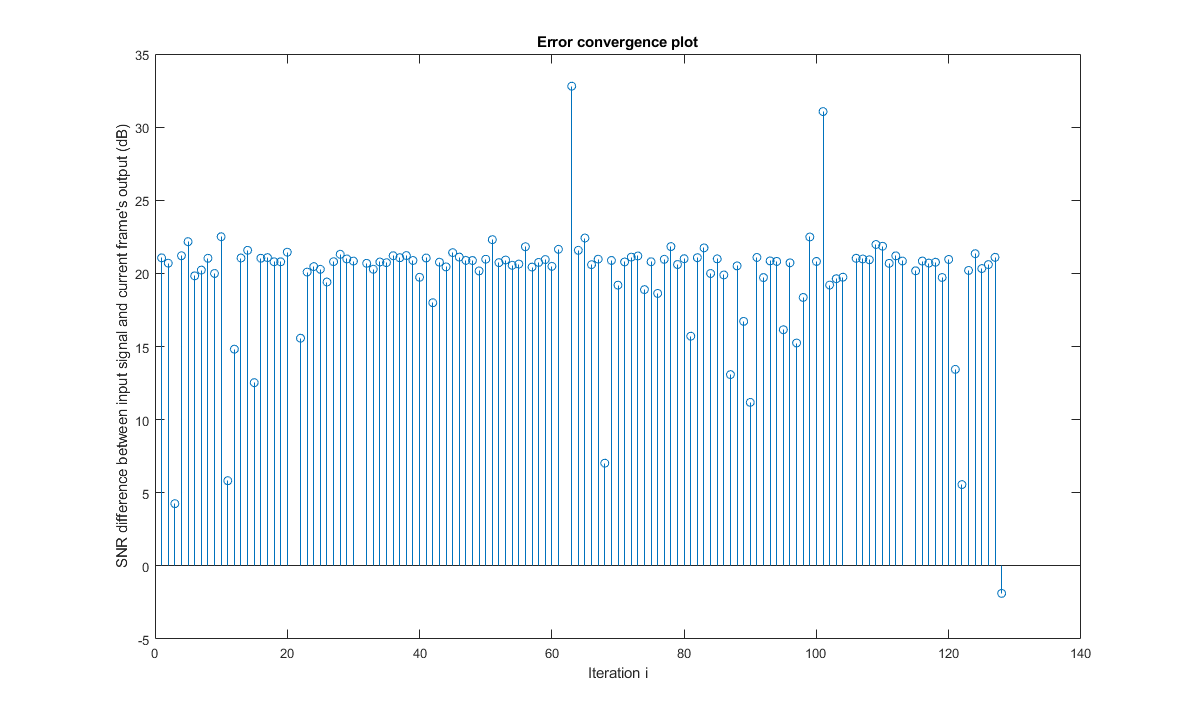 Error convergence plot
SNR difference between input signal and current frame's output (dB)
35
30
25
20
15
10
5
0
-5
0 20 40 60 80 100 120 140
Iteration i